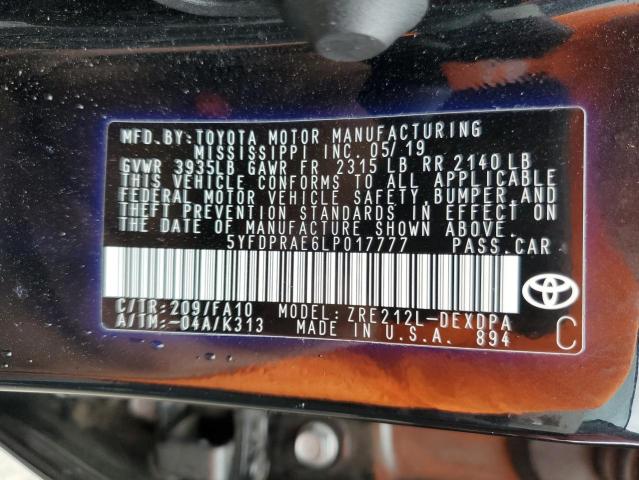 MFD.BY:TOYOTA MOTOR MANUFACTURING
MISSISSIPPI INC. 05/19
GVWR 3935LB GAWR FR 2315 LB RR 2140 LB
THIS VEHICLE CONFORMS TO ALL APPLICABLE
FEDERAL MOTOR VEHICLE SAFETY,BUMPER,AND
THEFT PREVENTION STANDARDS IN EFFECT ON
THE DATE OF MANUFACTURE SHOWN ABOVE.
5YFDPRAE6LP017777 PASS.CAR
C/TR:209/FA10 MODEL:ZRE212L-DEXDPA
A/TM:-04A/K313 MADE IN U.S.A. 894
C